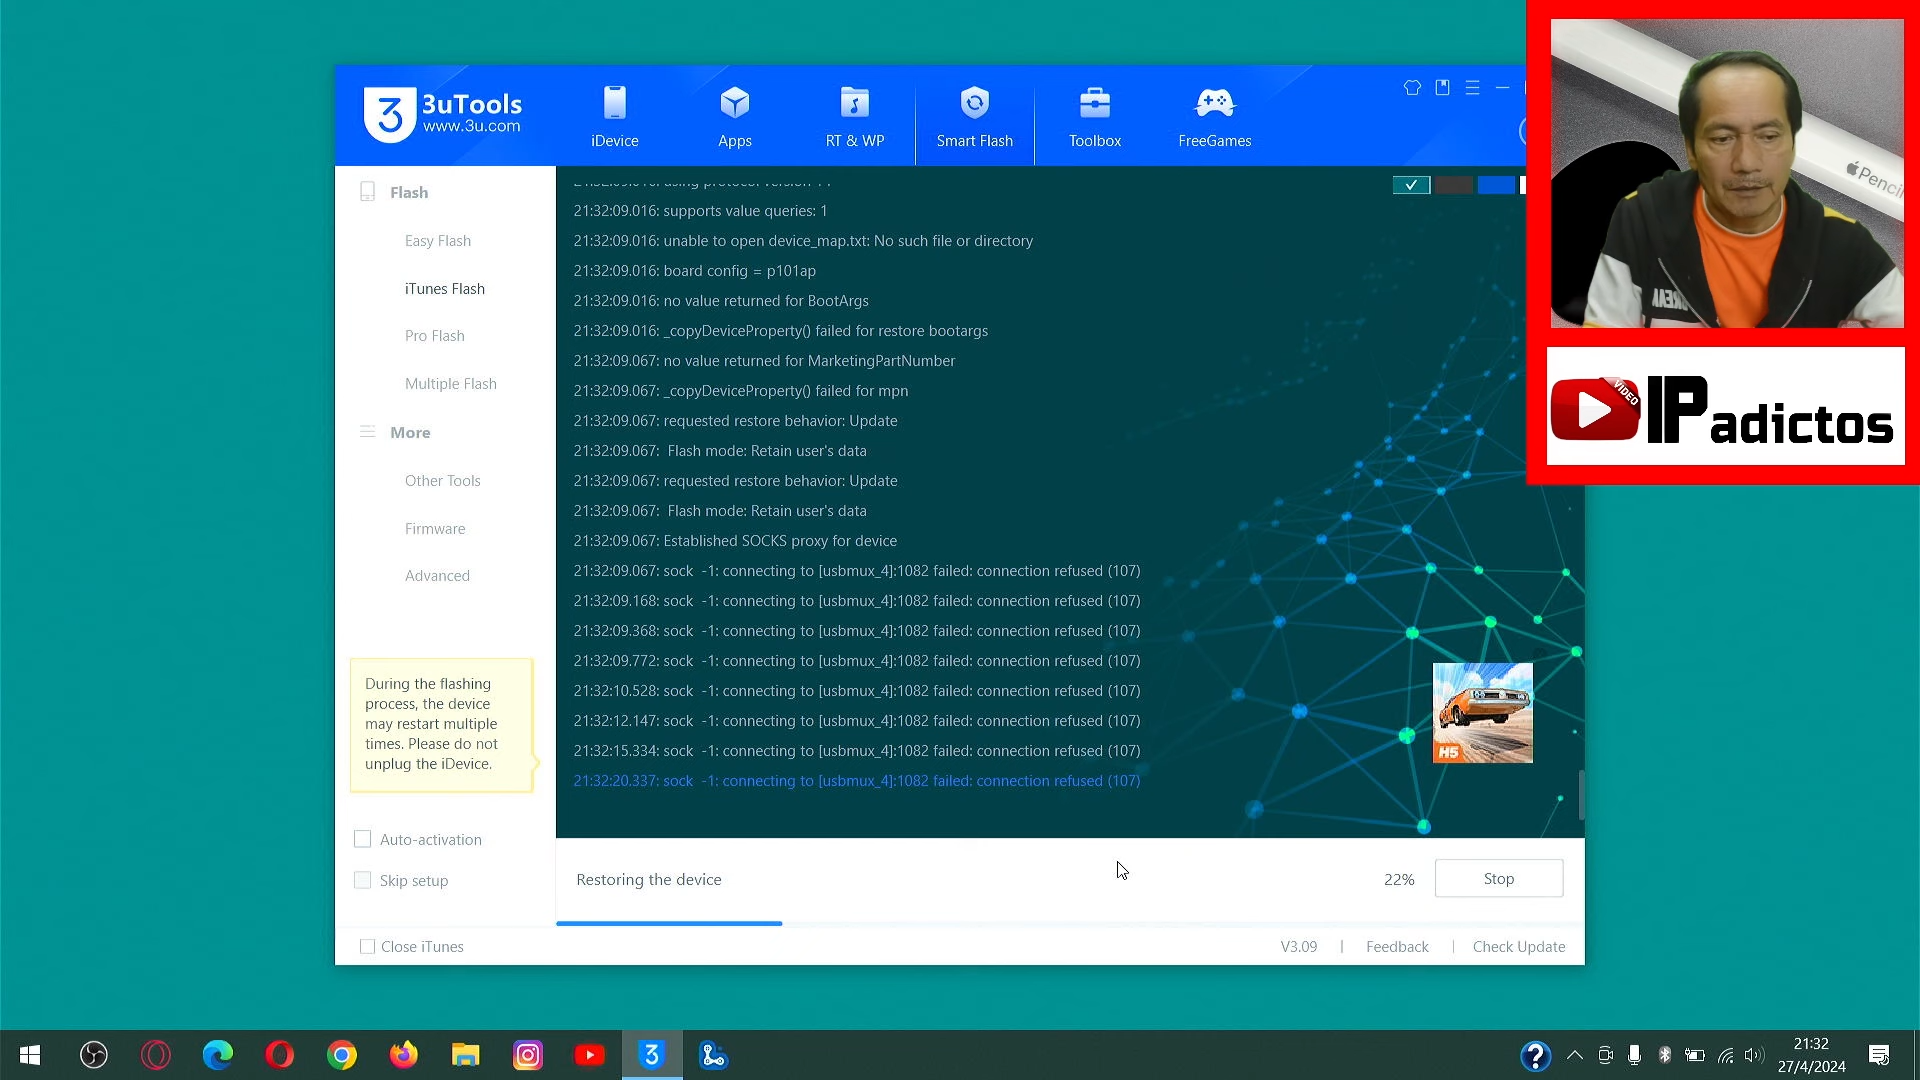 3 3uTools
www.3u.com
iDevice
Apps
RT & WP
Smart Flash
Toolbox
FreeGames
Flash
Easy Flash
iTunes Flash
Pro Flash
Multiple Flash
More
Other Tools
Firmware
Advanced
During the flashing
process, the device
may restart multiple
times. Please do not
unplug the iDevice.
Auto-activation
Skip setup
Close iTunes
21:32:09.016: using protocol version 14
21:32:09.016: supports value queries: 1
21:32:09.016: unable to open device_map.txt: No such file or directory
21:32:09.016: board config = p101ap
21:32:09.016: no value returned for BootArgs
21:32:09.016: _copyDeviceProperty() failed for restore bootargs
21:32:09.067: no value returned for MarketingPartNumber
21:32:09.067: _copyDeviceProperty() failed for mpn
21:32:09.067: requested restore behavior: Update
21:32:09.067: Flash mode: Retain user's data
21:32:09.067: requested restore behavior: Update
21:32:09.067: Flash mode: Retain user's data
21:32:09.067: Established SOCKS proxy for device
21:32:09.067: sock -1: connecting to [usbmux_4]:1082 failed: connection refused (107)
21:32:09.168: sock -1: connecting to [usbmux_4]:1082 failed: connection refused (107)
21:32:09.368: sock -1: connecting to [usbmux_4]:1082 failed: connection refused (107)
21:32:09.772: sock -1: connecting to [usbmux_4]:1082 failed: connection refused (107)
21:32:10.528: sock -1: connecting to [usbmux_4]:1082 failed: connection refused (107)
21:32:12.147: sock -1: connecting to [usbmux_4]:1082 failed: connection refused (107)
21:32:15.334: sock -1: connecting to [usbmux_4]:1082 failed: connection refused (107)
21:32:20.337: sock -1: connecting to [usbmux_4]:1082 failed: connection refused (107)
H5
Restoring the device
22%
Stop
V3.09 | Feedback | Check Update
Pencil
VIDEO
IPadictos
3
?
21:32
27/4/2024